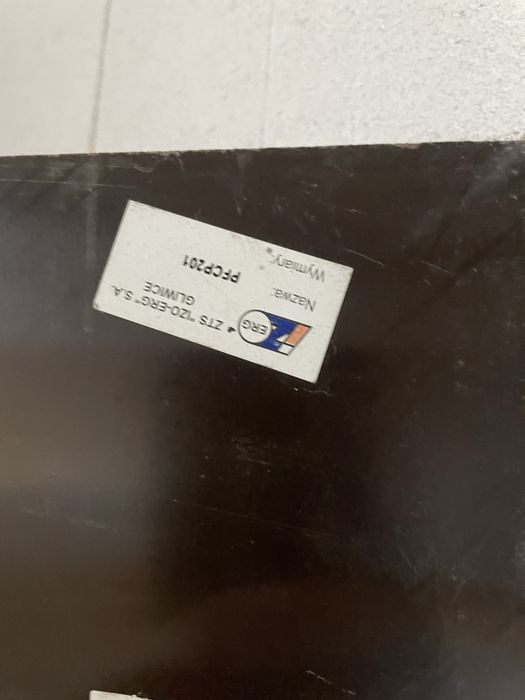 ERG
ZTS "IZO-ERG" S.A.
GLIWICE
Nazwa:
PFCP201
Wymiary: